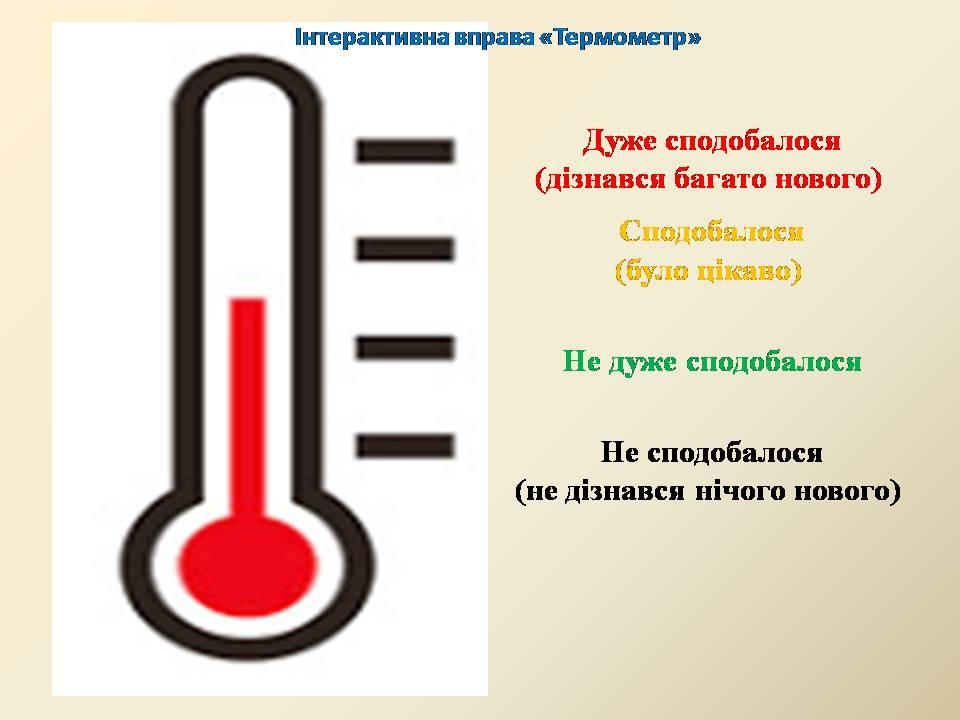 Інтерактивна вправа «Термометр»
Дуже сподобалося
(дізнався багато нового)
Сподобалося
(було цікаво)
Не дуже сподобалося
Не сподобалося
(не дізнався нічого нового)